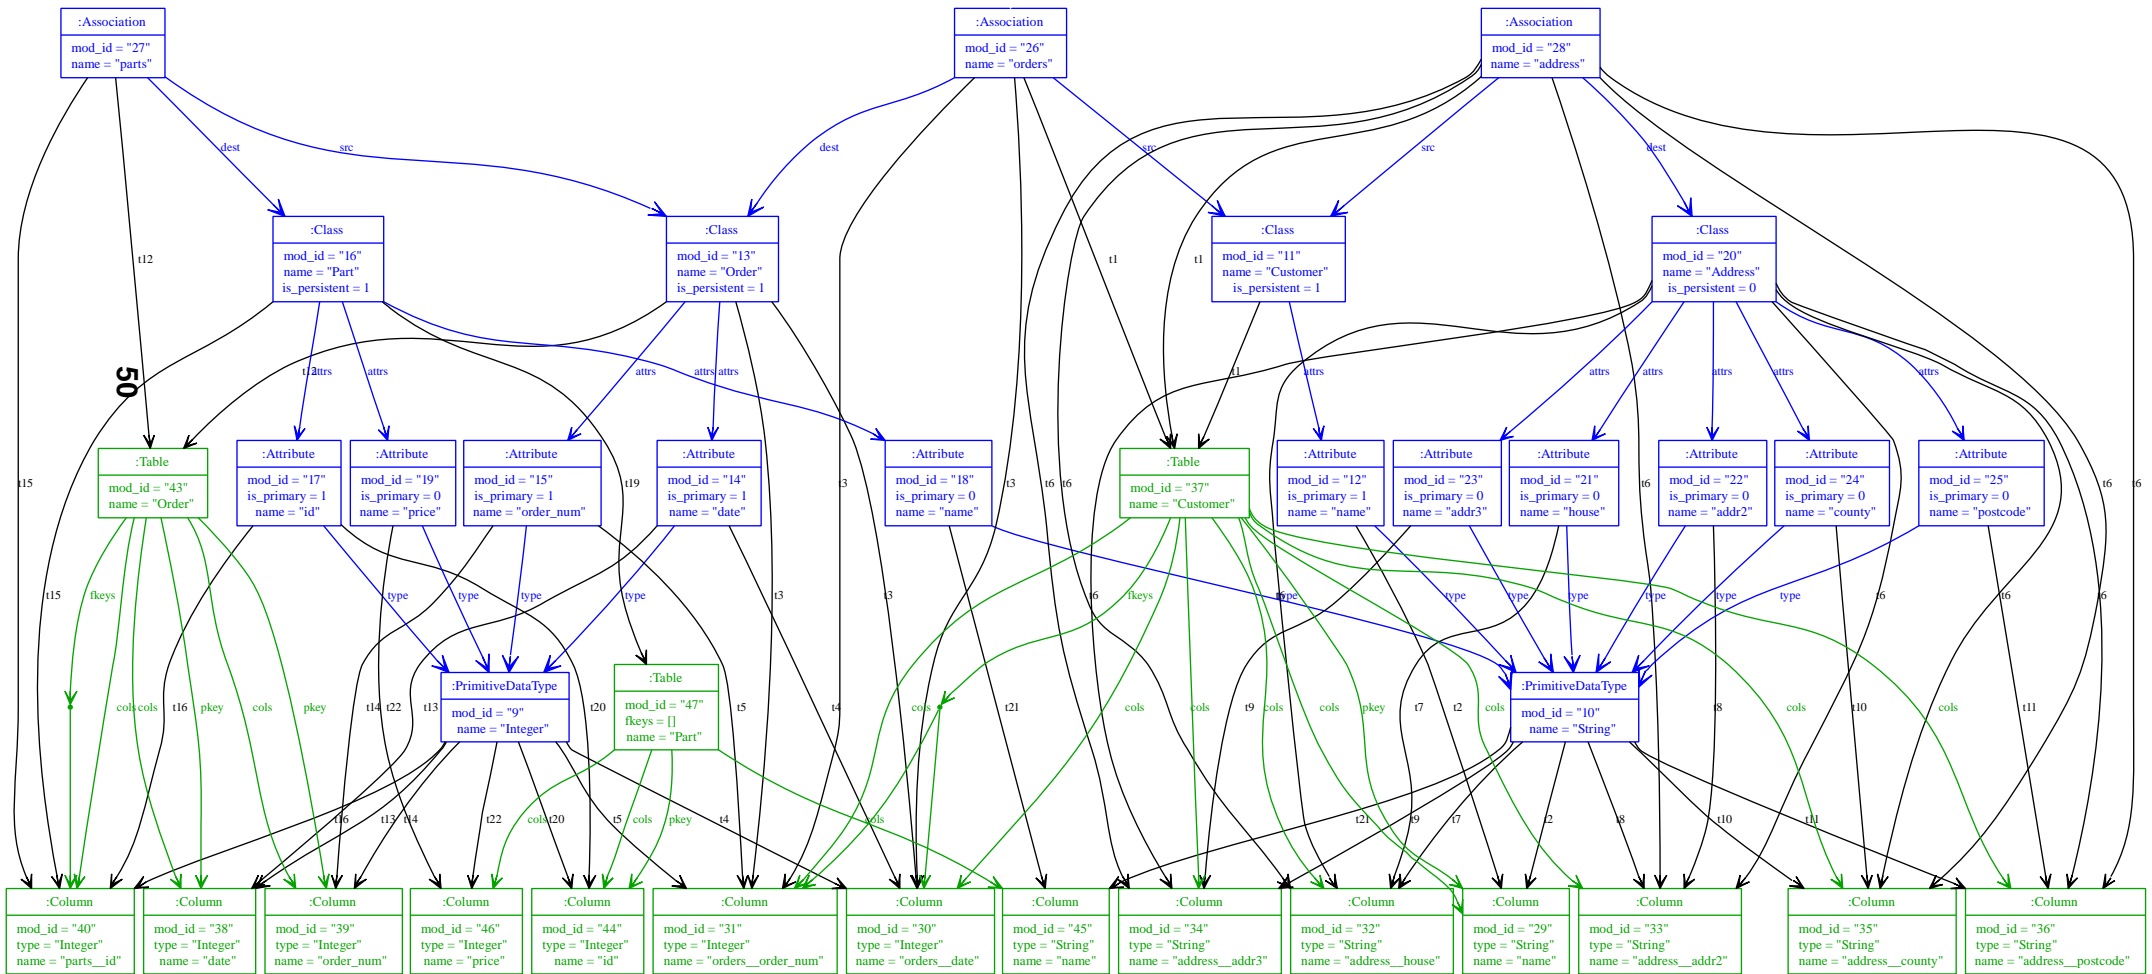 :Association
mod_id = "27"
name = "parts"
:Association
mod_id = "26"
name = "orders"
:Association
mod_id = "28"
name = "address"
dest
src
dest
src
src
dest
t12
t1
t1
:Class
mod_id = "16"
name = "Part"
is_persistent = 1
:Class
mod_id = "13"
name = "Order"
is_persistent = 1
:Class
mod_id = "11"
name = "Customer"
is_persistent = 1
:Class
mod_id = "20"
name = "Address"
is_persistent = 0
50
t12
attrs
attrs
attrs
attrs
attrs
t1
attrs
attrs
attrs
attrs
attrs
attrs
t15
t19
t3
t3
t6
t6
t6
t6
t6
:Table
mod_id = "43"
name = "Order"
:Attribute
mod_id = "17"
is_primary = 1
name = "id"
:Attribute
mod_id = "19"
is_primary = 0
name = "price"
:Attribute
mod_id = "15"
is_primary = 1
name = "order_num"
:Attribute
mod_id = "14"
is_primary = 1
name = "date"
:Attribute
mod_id = "18"
is_primary = 0
name = "name"
:Table
mod_id = "37"
name = "Customer"
:Attribute
mod_id = "12"
is_primary = 1
name = "name"
:Attribute
mod_id = "23"
is_primary = 0
name = "addr3"
:Attribute
mod_id = "21"
is_primary = 0
name = "house"
:Attribute
mod_id = "22"
is_primary = 0
name = "addr2"
:Attribute
mod_id = "24"
is_primary = 0
name = "county"
:Attribute
mod_id = "25"
is_primary = 0
name = "postcode"
t15
fkeys
type
type
type
type
t3
t3
t6
fkeys
t6
type
type
type
type
type
type
t6
t6
t6
cols
cols
pkey
cols
pkey
t16
t14
t22
t13
t20
t5
t4
cols
t21
cols
cols
t9
cols
cols
pkey
t7
t2
cols
t8
cols
t10
cols
t11
:PrimitiveDataType
mod_id = "9"
name = "Integer"
:Table
mod_id = "47"
fkeys = []
name = "Part"
:PrimitiveDataType
mod_id = "10"
name = "String"
t16
t13
t14
t22
cols
t20
t5
cols
pkey
t4
cols
t21
t9
t7
t2
t8
t10
t11
:Column
mod_id = "40"
type = "Integer"
name = "parts__id"
:Column
mod_id = "38"
type = "Integer"
name = "date"
:Column
mod_id = "39"
type = "Integer"
name = "order_num"
:Column
mod_id = "46"
type = "Integer"
name = "price"
:Column
mod_id = "44"
type = "Integer"
name = "id"
:Column
mod_id = "31"
type = "Integer"
name = "orders__order_num"
:Column
mod_id = "30"
type = "Integer"
name = "orders__date"
:Column
mod_id = "45"
type = "String"
name = "name"
:Column
mod_id = "34"
type = "String"
name = "address__addr3"
:Column
mod_id = "32"
type = "String"
name = "address__house"
:Column
mod_id = "29"
type = "String"
name = "name"
:Column
mod_id = "33"
type = "String"
name = "address__addr2"
:Column
mod_id = "35"
type = "String"
name = "address__county"
:Column
mod_id = "36"
type = "String"
name = "address__postcode"